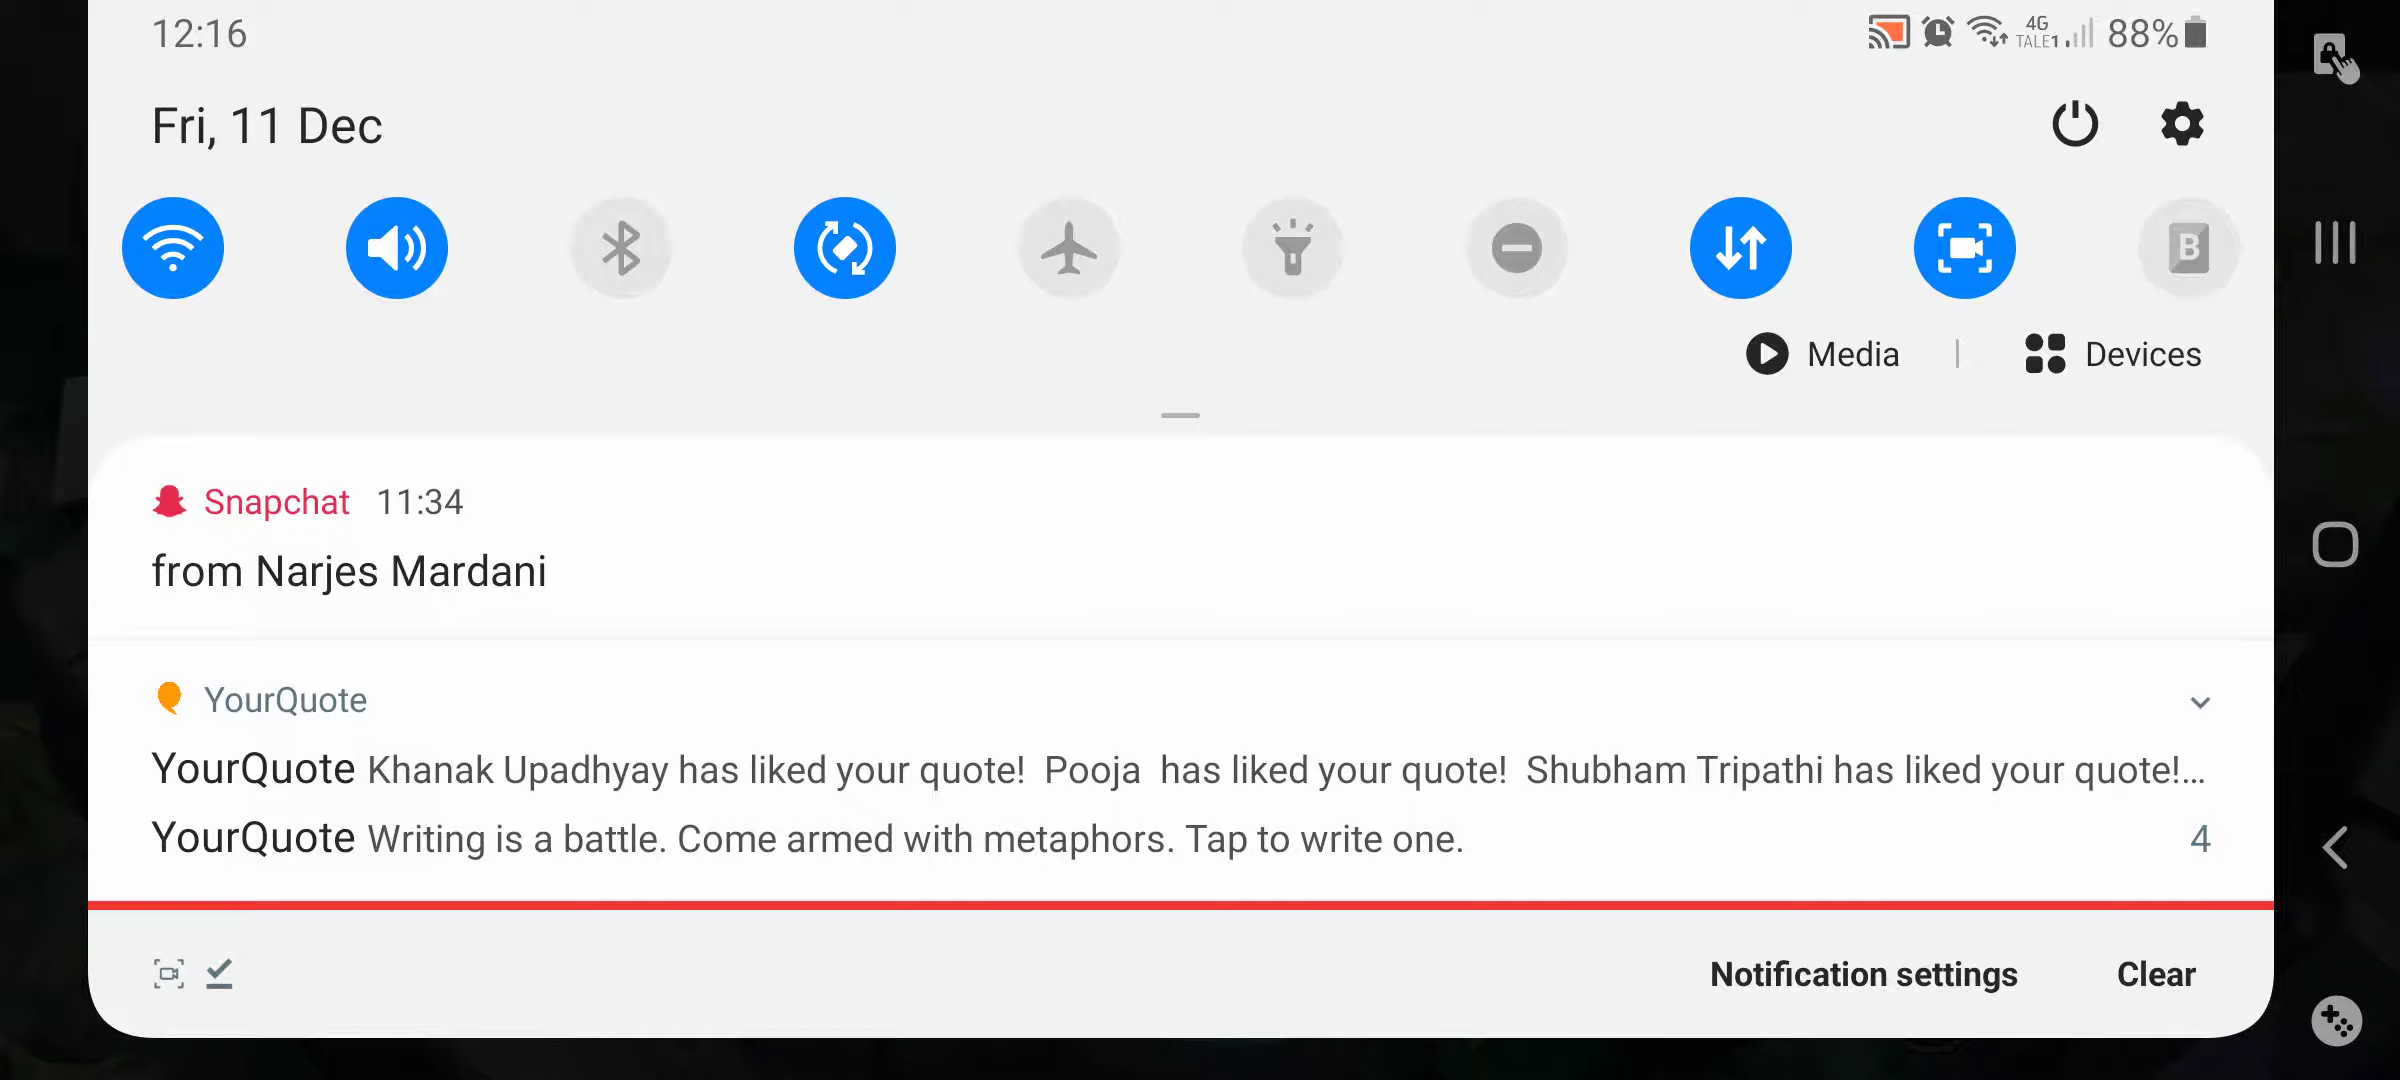 12:16
4G
TALE1
88%
Fri, 11 Dec
B
Media | Devices
Snapchat 11:34
from Narjes Mardani
YourQuote
YourQuote Khanak Upadhyay has liked your quote! Pooja has liked your quote! Shubham Tripathi has liked your quote!...
YourQuote Writing is a battle. Come armed with metaphors. Tap to write one. 4
Notification settings Clear